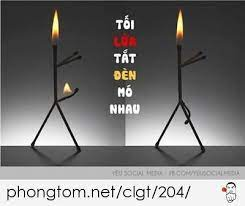 TỐI
LỬA
TẮT
ĐÈN
MÓ
NHAU
YÊU SOCIAL MEDIA - FB.COM/YEUSOCIALMEDIA
phongtom.net/clgt/204/